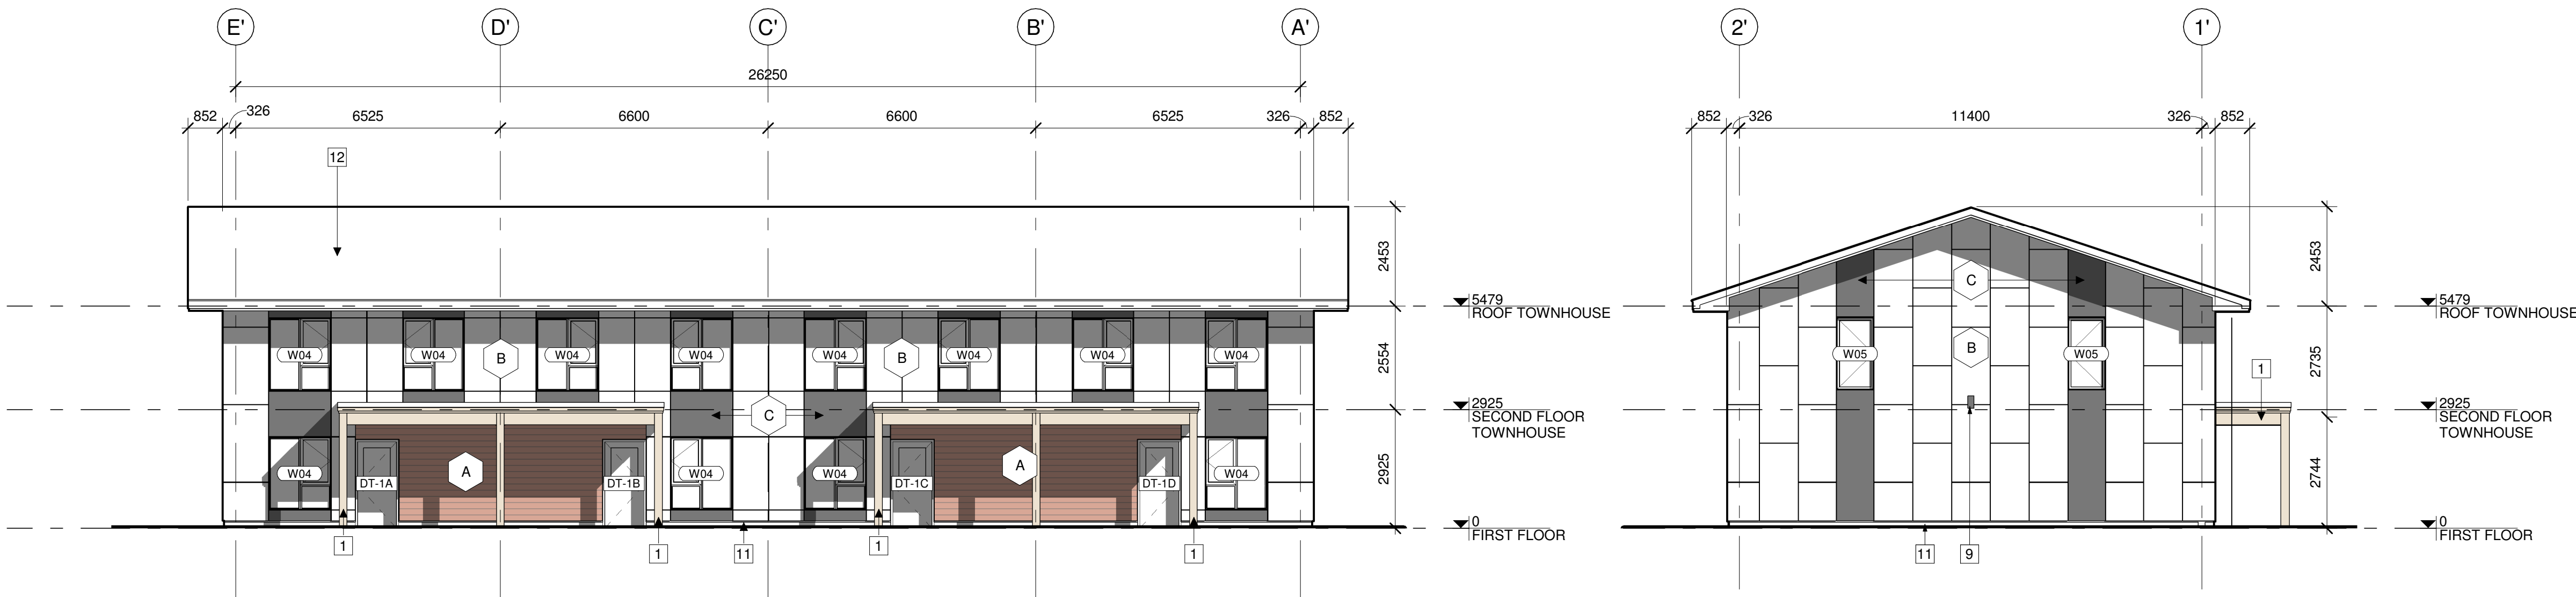 E' D' C' B' A' 2' 1'
26250
852 326 6525 6600 6600 6525 326 852 852 326 11400 326 852
12
2453 2453
C
5479 5479
ROOF TOWNHOUSE ROOF TOWNHOUSE
W04 W04 W04 W04 W04 W04 W04 W04 W05 W05
B B B
2554 2735
1
2925 2925
SECOND FLOOR SECOND FLOOR
TOWNHOUSE TOWNHOUSE
C
W04 W04 W04 W04
A A
DT-1A DT-1B DT-1C DT-1D
2925 2744
0 0
FIRST FLOOR FIRST FLOOR
1 1 11 1 1 11 9